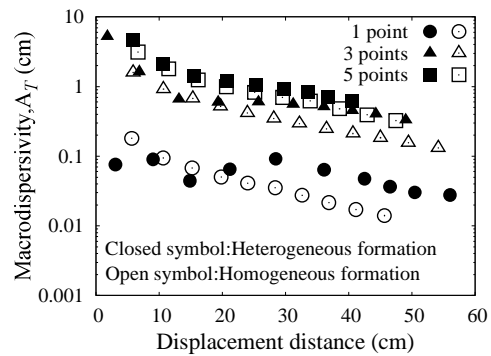 Macrodispersivity,A_T (cm)
10
1
0.1
0.01
0.001
1 point
3 points
5 points
Closed symbol:Heterogeneous formation
Open symbol:Homogeneous formation
0 10 20 30 40 50 60
Displacement distance (cm)